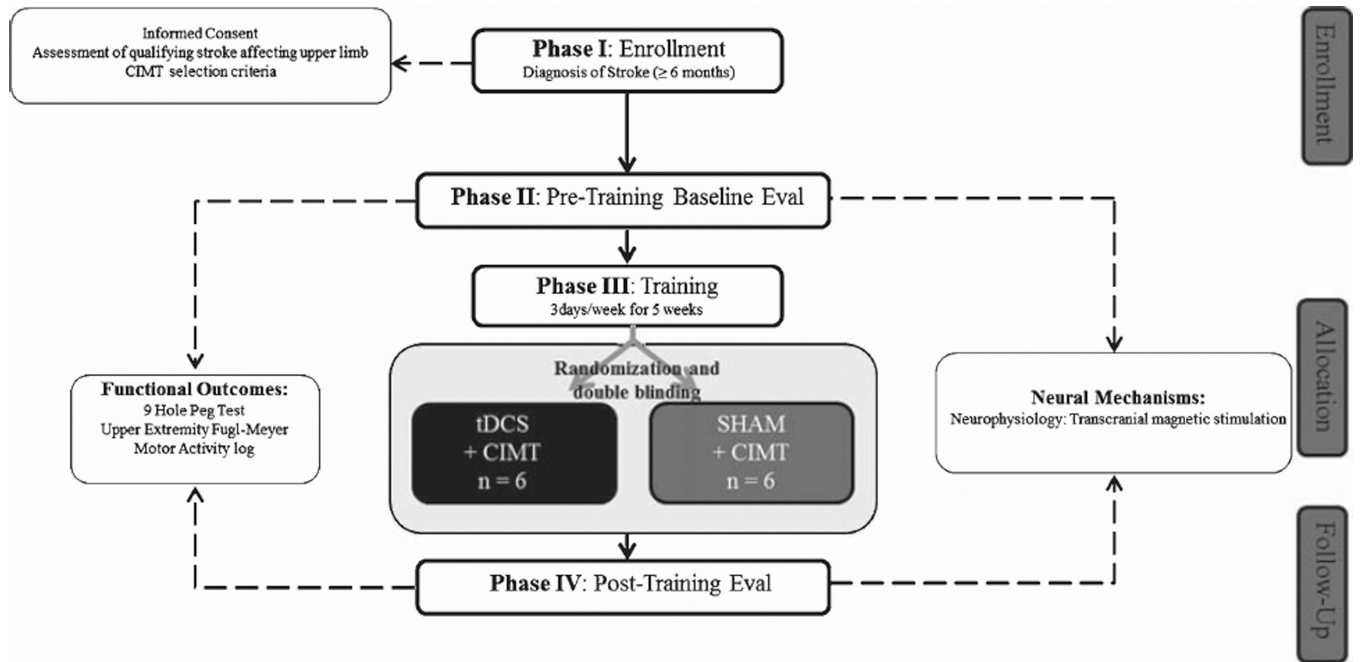 Informed Consent
Assessment of qualifying stroke affecting upper limb
CIMT selection criteria
Phase I: Enrollment
Diagnosis of Stroke (≥ 6 months)
Enrollment
Phase II: Pre-Training Baseline Eval
Phase III: Training
3days/week for 5 weeks
Randomization and
double blinding
tDCS
+ CIMT
n = 6
SHAM
+ CIMT
n = 6
Functional Outcomes:
9 Hole Peg Test
Upper Extremity Fugl-Meyer
Motor Activity log
Neural Mechanisms:
Neurophysiology: Transcranial magnetic stimulation
Allocation
Phase IV: Post-Training Eval
Follow-Up